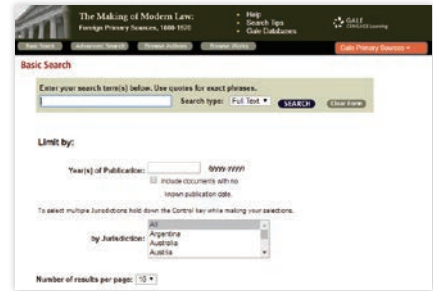 The Making of Modern Law:
Foreign Primary Sources, 1600-1970
• Help
• Search Tips
• Gale Databases
GALE
CENGAGE Learning
Basic Search
Advanced Search
Browse Authors
Browse Works
Gale Primary Sources
Basic Search
Enter your search term(s) below. Use quotes for exact phrases.
Search type: Full Text
SEARCH
Clear Form
Limit by:
Year(s) of Publication:
include documents with no
known publication date.
To select multiple Jurisdictions hold down the Control key while making your selections.
by Jurisdiction:
All
Argentina
Australia
Austria
Number of results per page: 10